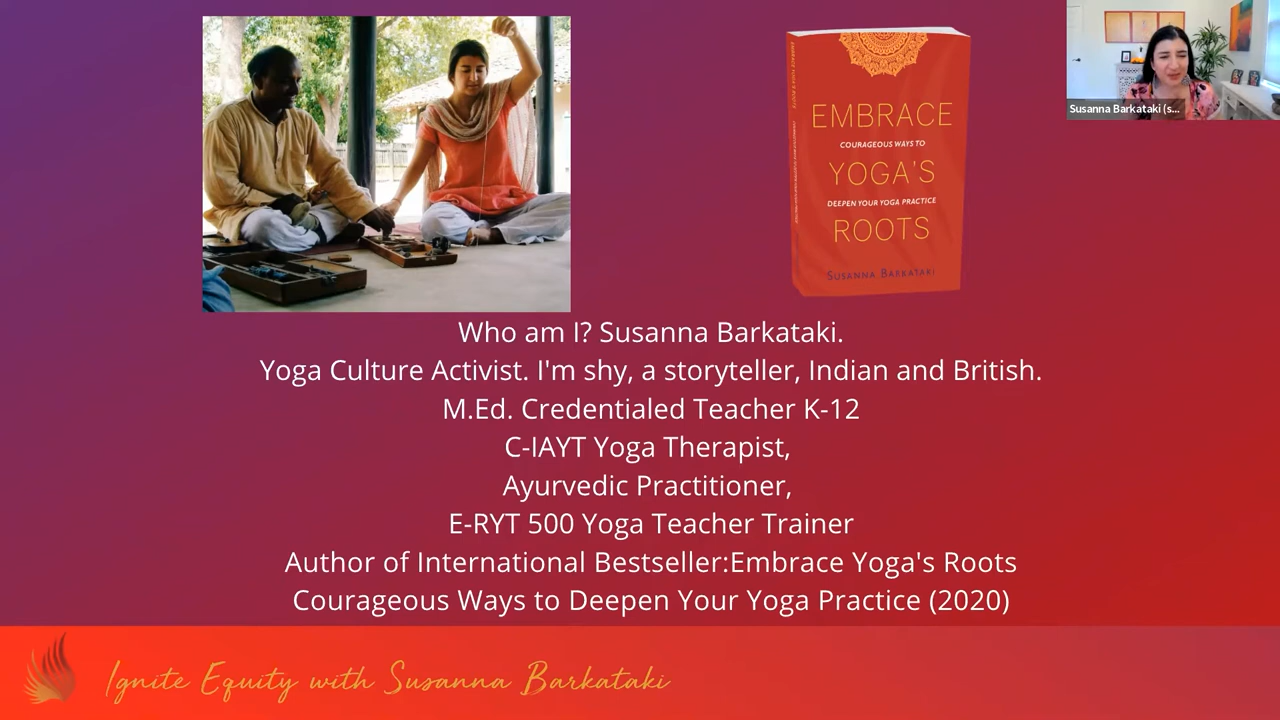 EMBRACE
COURAGEOUS WAYS TO
YOGA'S
DEEPEN YOUR YOGA PRACTICE
ROOTS
SUSANNA BARKATAKI
Susanna Barkataki (s...
Who am I? Susanna Barkataki.
Yoga Culture Activist. I'm shy, a storyteller, Indian and British.
M.Ed. Credentialed Teacher K-12
C-IAYT Yoga Therapist,
Ayurvedic Practitioner,
E-RYT 500 Yoga Teacher Trainer
Author of International Bestseller:Embrace Yoga's Roots
Courageous Ways to Deepen Your Yoga Practice (2020)
Ignite Equity with Susanna Barkataki